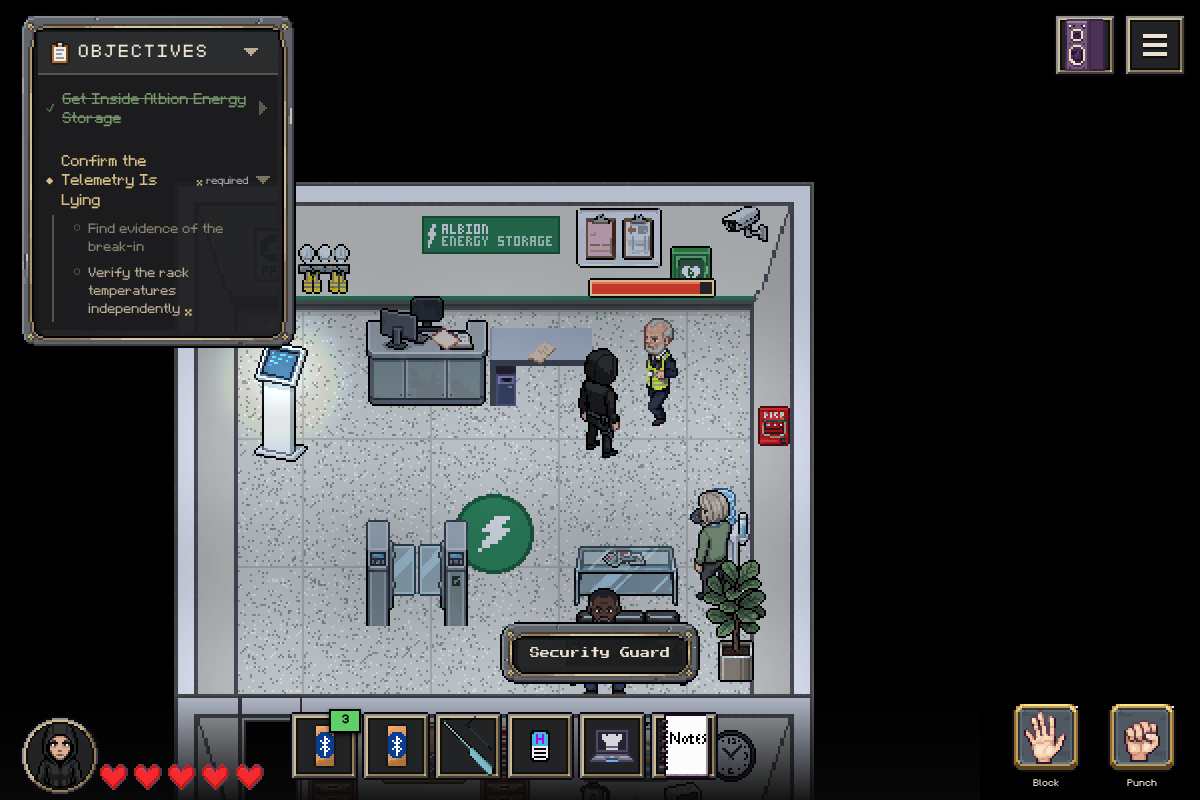 OBJECTIVES
Get Inside Albion Energy
Storage
Confirm the
Telemetry Is
Lying
required
Find evidence of the
break-in
Verify the rack
temperatures
independently
ALBION
ENERGY STORAGE
Security Guard
3
H
Notes
Block
Punch